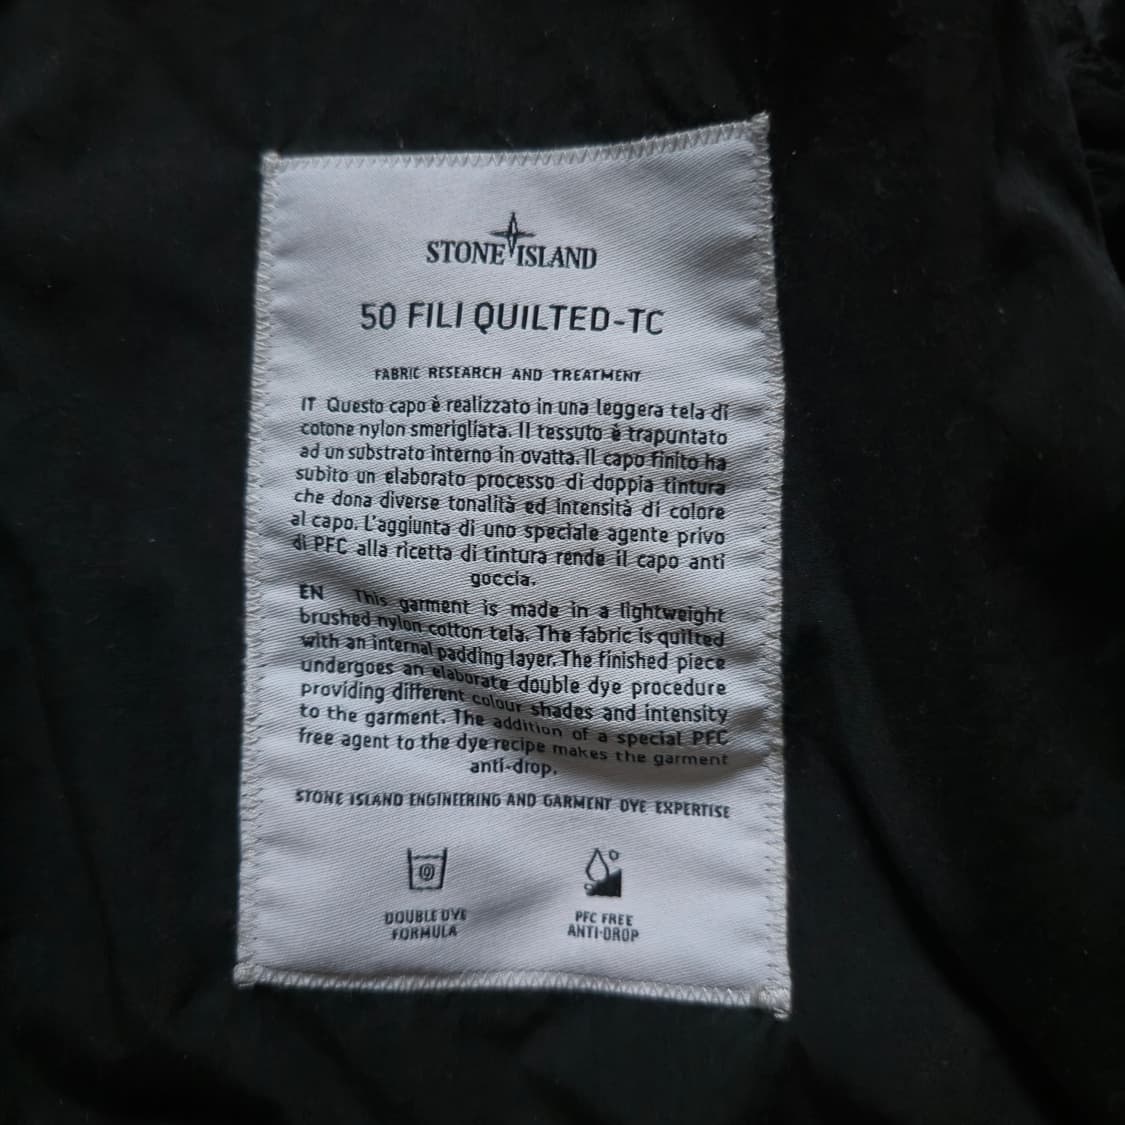 STONE ISLAND
50 FILI QUILTED-TC
FABRIC RESEARCH AND TREATMENT
IT Questo capo è realizzato in una leggera tela di
cotone nylon smerigliata. Il tessuto è trapuntato
ad un substrato interno in ovatta. Il capo finito ha
subito un elaborato processo di doppia tintura
che dona diverse tonalità ed intensità di colore
al capo. L'aggiunta di uno speciale agente privo
di PFC alla ricetta di tintura rende il capo anti
goccia.
EN This garment is made in a lightweight
brushed nylon cotton tela. The fabric is quilted
with an internal padding layer. The finished piece
undergoes an elaborate double dye procedure
providing different colour shades and intensity
to the garment. The addition of a special PFC
free agent to the dye recipe makes the garment
anti-drop.
STONE ISLAND ENGINEERING AND GARMENT DYE EXPERTISE
DOUBLE DYE
FORMULA
PFC FREE
ANTI-DROP